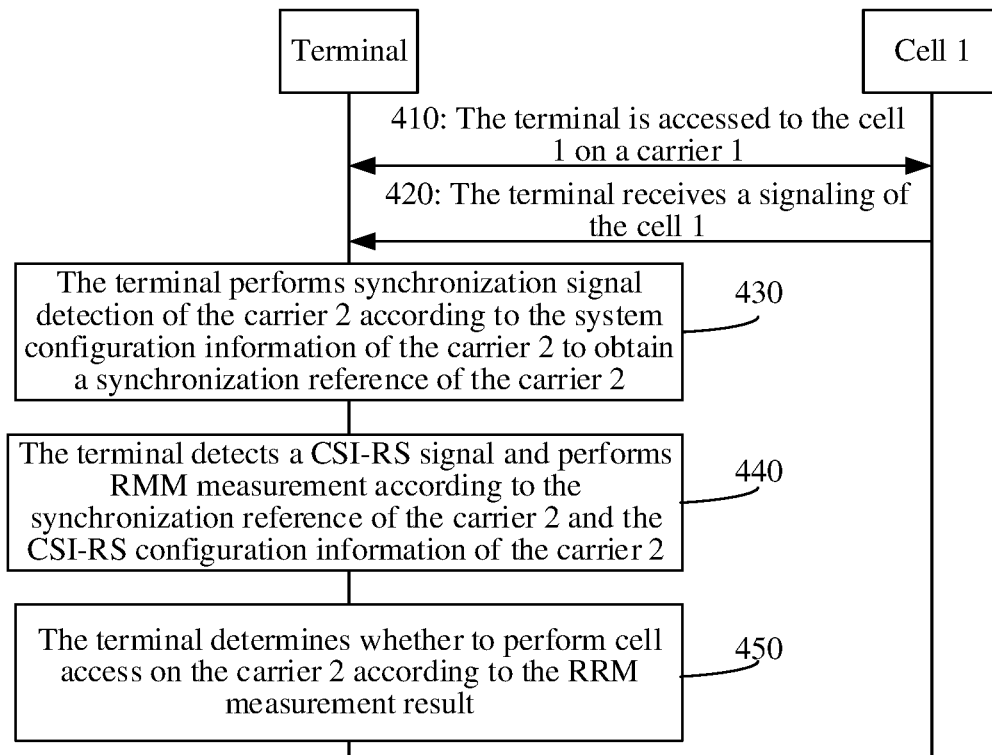 Terminal
Cell 1
410: The terminal is accessed to the cell
1 on a carrier 1
420: The terminal receives a signaling of
the cell 1
The terminal performs synchronization signal
detection of the carrier 2 according to the system
configuration information of the carrier 2 to obtain
a synchronization reference of the carrier 2
430
The terminal detects a CSI-RS signal and performs
RMM measurement according to the
synchronization reference of the carrier 2 and the
CSI-RS configuration information of the carrier 2
440
The terminal determines whether to perform cell
access on the carrier 2 according to the RRM
measurement result
450